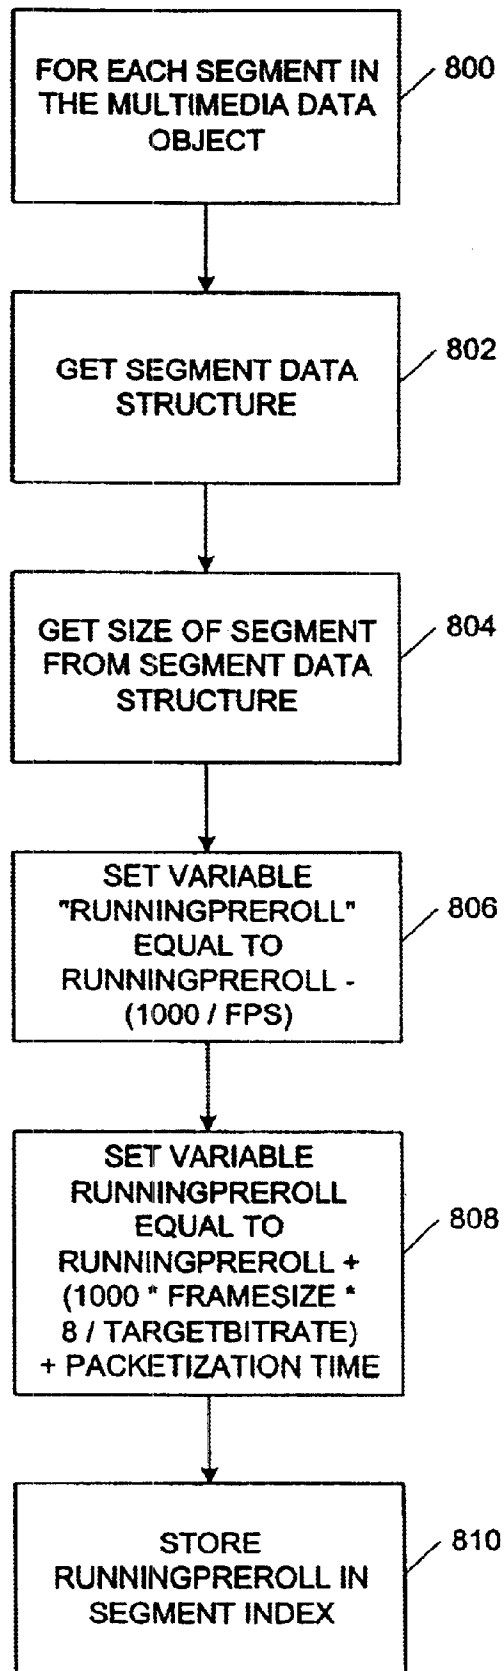 FOR EACH SEGMENT IN
THE MULTIMEDIA DATA
OBJECT
800
GET SEGMENT DATA
STRUCTURE
802
GET SIZE OF SEGMENT
FROM SEGMENT DATA
STRUCTURE
804
SET VARIABLE
"RUNNINGPREROLL"
EQUAL TO
RUNNINGPREROLL -
(1000 / FPS)
806
SET VARIABLE
RUNNINGPREROLL
EQUAL TO
RUNNINGPREROLL +
(1000 * FRAMESIZE *
8 / TARGETBITRATE)
+ PACKETIZATION TIME
808
STORE
RUNNINGPREROLL IN
SEGMENT INDEX
810